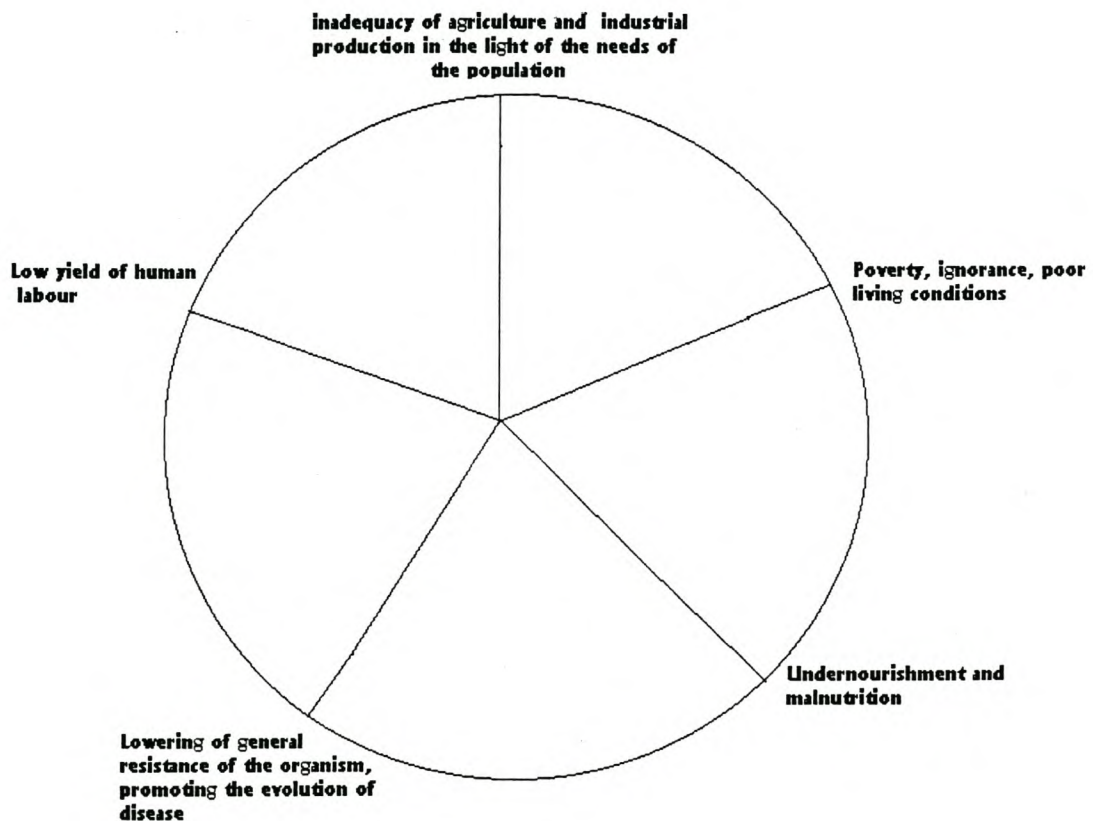 inadequacy of agriculture and industrial
production in the light of the needs of
the population
Low yield of human
labour
Poverty, ignorance, poor
living conditions
Undernourishment and
malnutrition
Lowering of general
resistance of the organism,
promoting the evolution of
disease